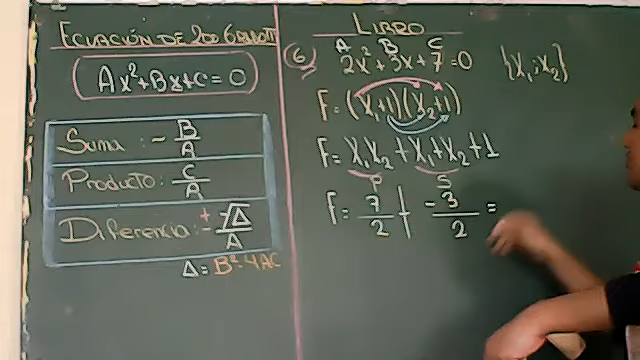 ECUACIÓN DE 2DO GRADO
Ax²+Bx+C=0
Suma: - B/A
Producto: C/A
Diferencia: ± √Δ/A
Δ = B²-4AC
LIBRO
6
A B C
2x²+3x+7=0
{x₁;x₂}
F=(x₁+1)(x₂+1)
F= x₁x₂+x₁+x₂+1
P S
F= 7/2 + -3/2 =